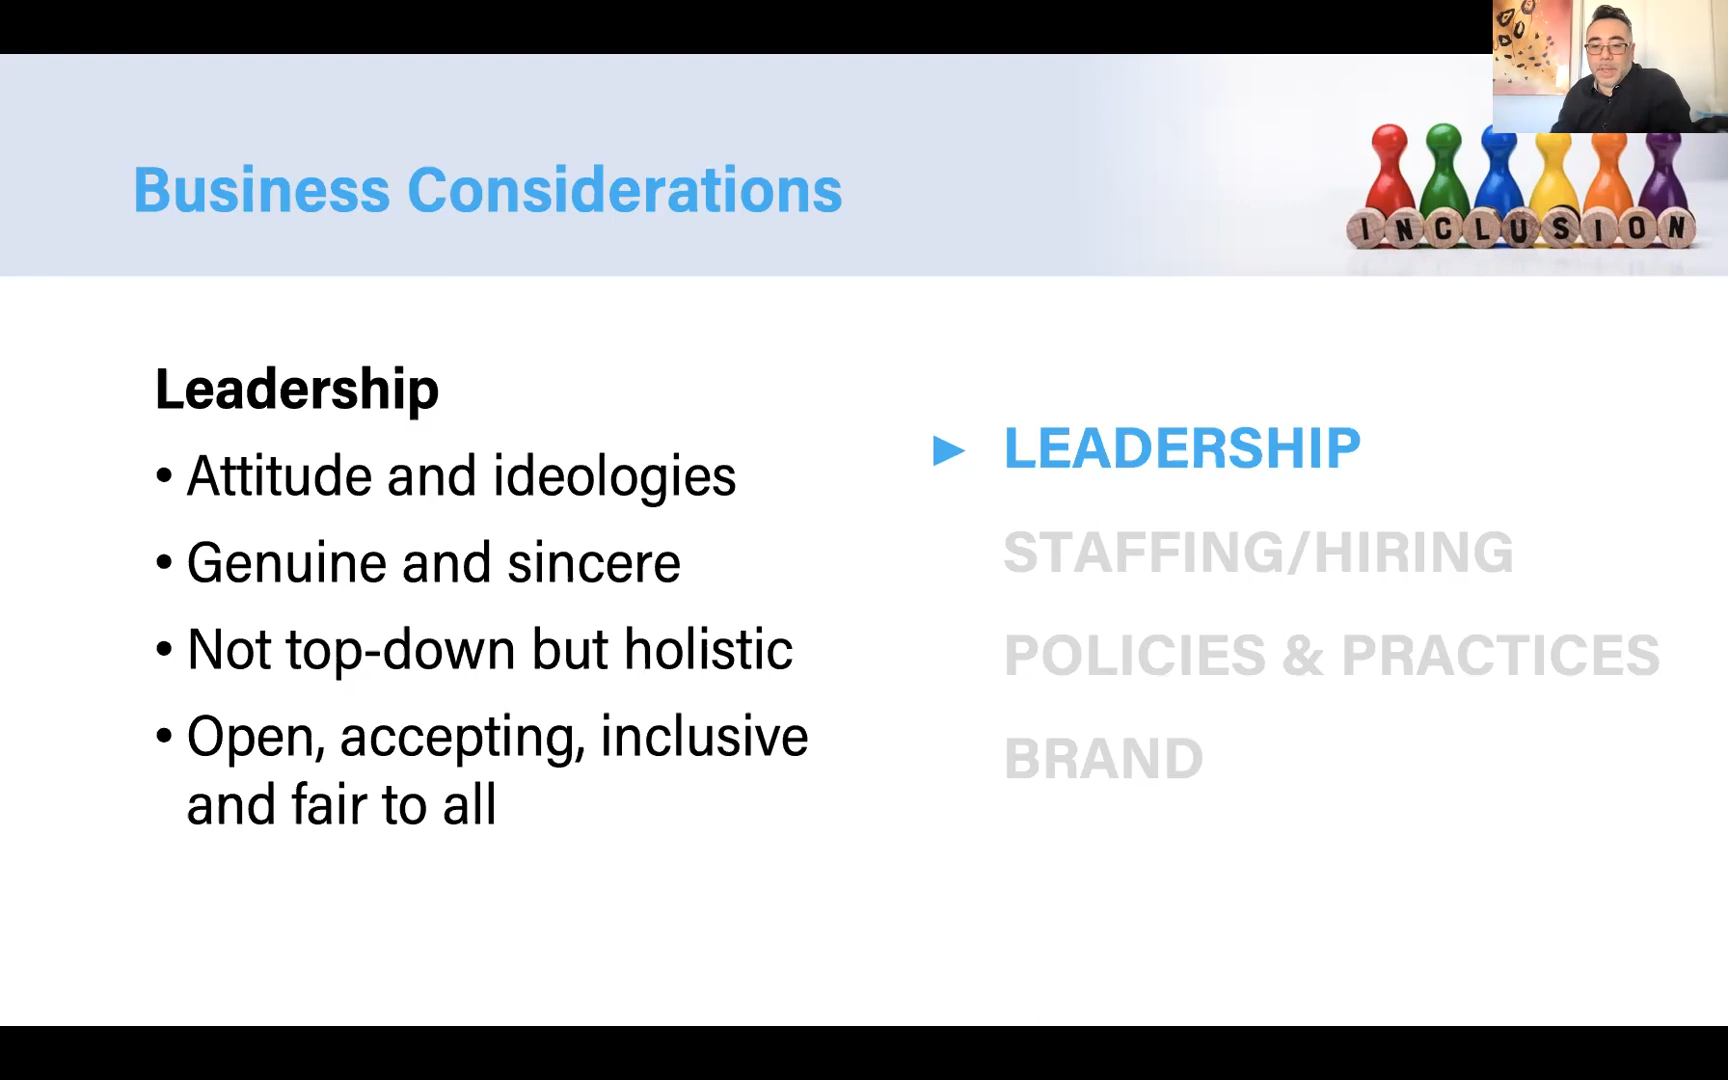 Business Considerations
INCLUSION
Leadership
• Attitude and ideologies
• Genuine and sincere
• Not top-down but holistic
• Open, accepting, inclusive
and fair to all
► LEADERSHIP
STAFFING/HIRING
POLICIES & PRACTICES
BRAND